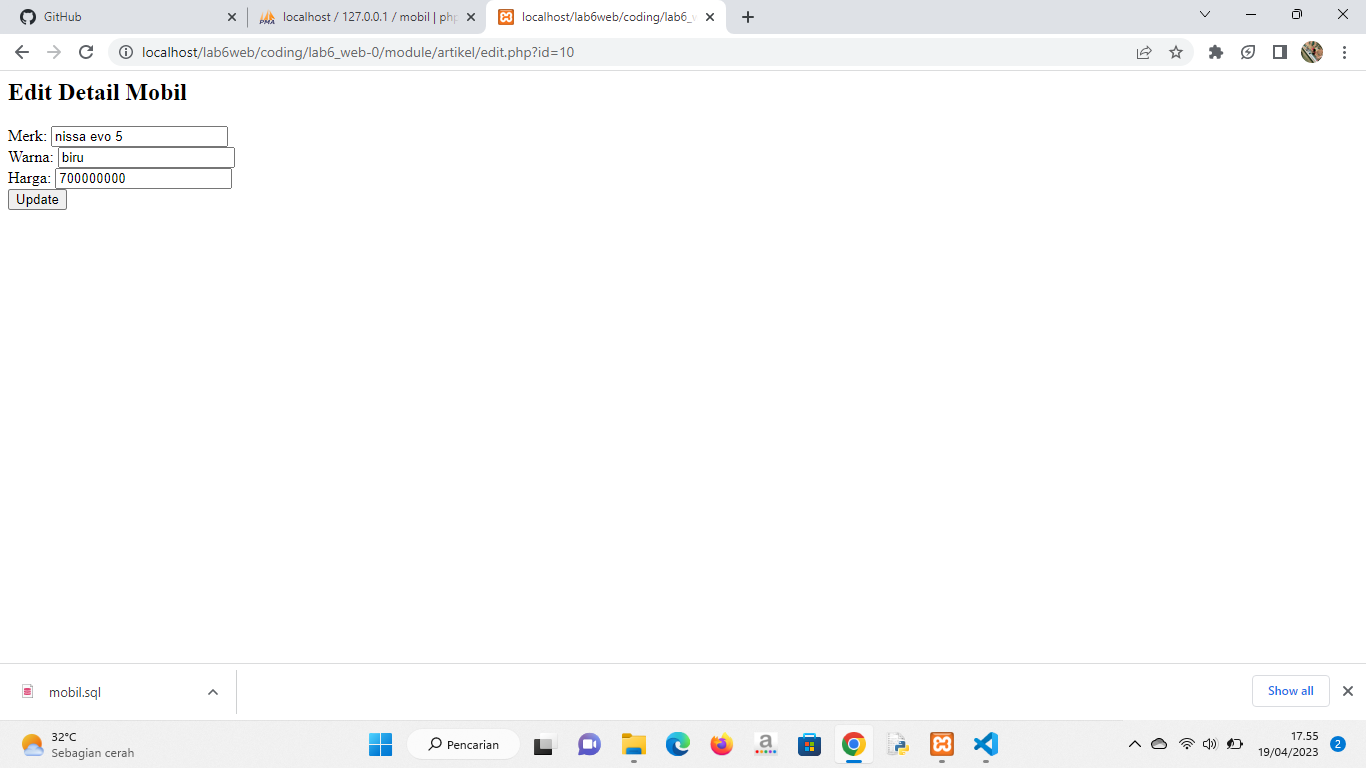 GitHub
localhost / 127.0.0.1 / mobil | php
localhost/lab6web/coding/lab6_w
localhost/lab6web/coding/lab6_web-0/module/artikel/edit.php?id=10
Edit Detail Mobil
Merk: nissa evo 5
Warna: biru
Harga: 700000000
Update
mobil.sql
Show all
32°C
Sebagian cerah
Pencarian
17.55
19/04/2023
2